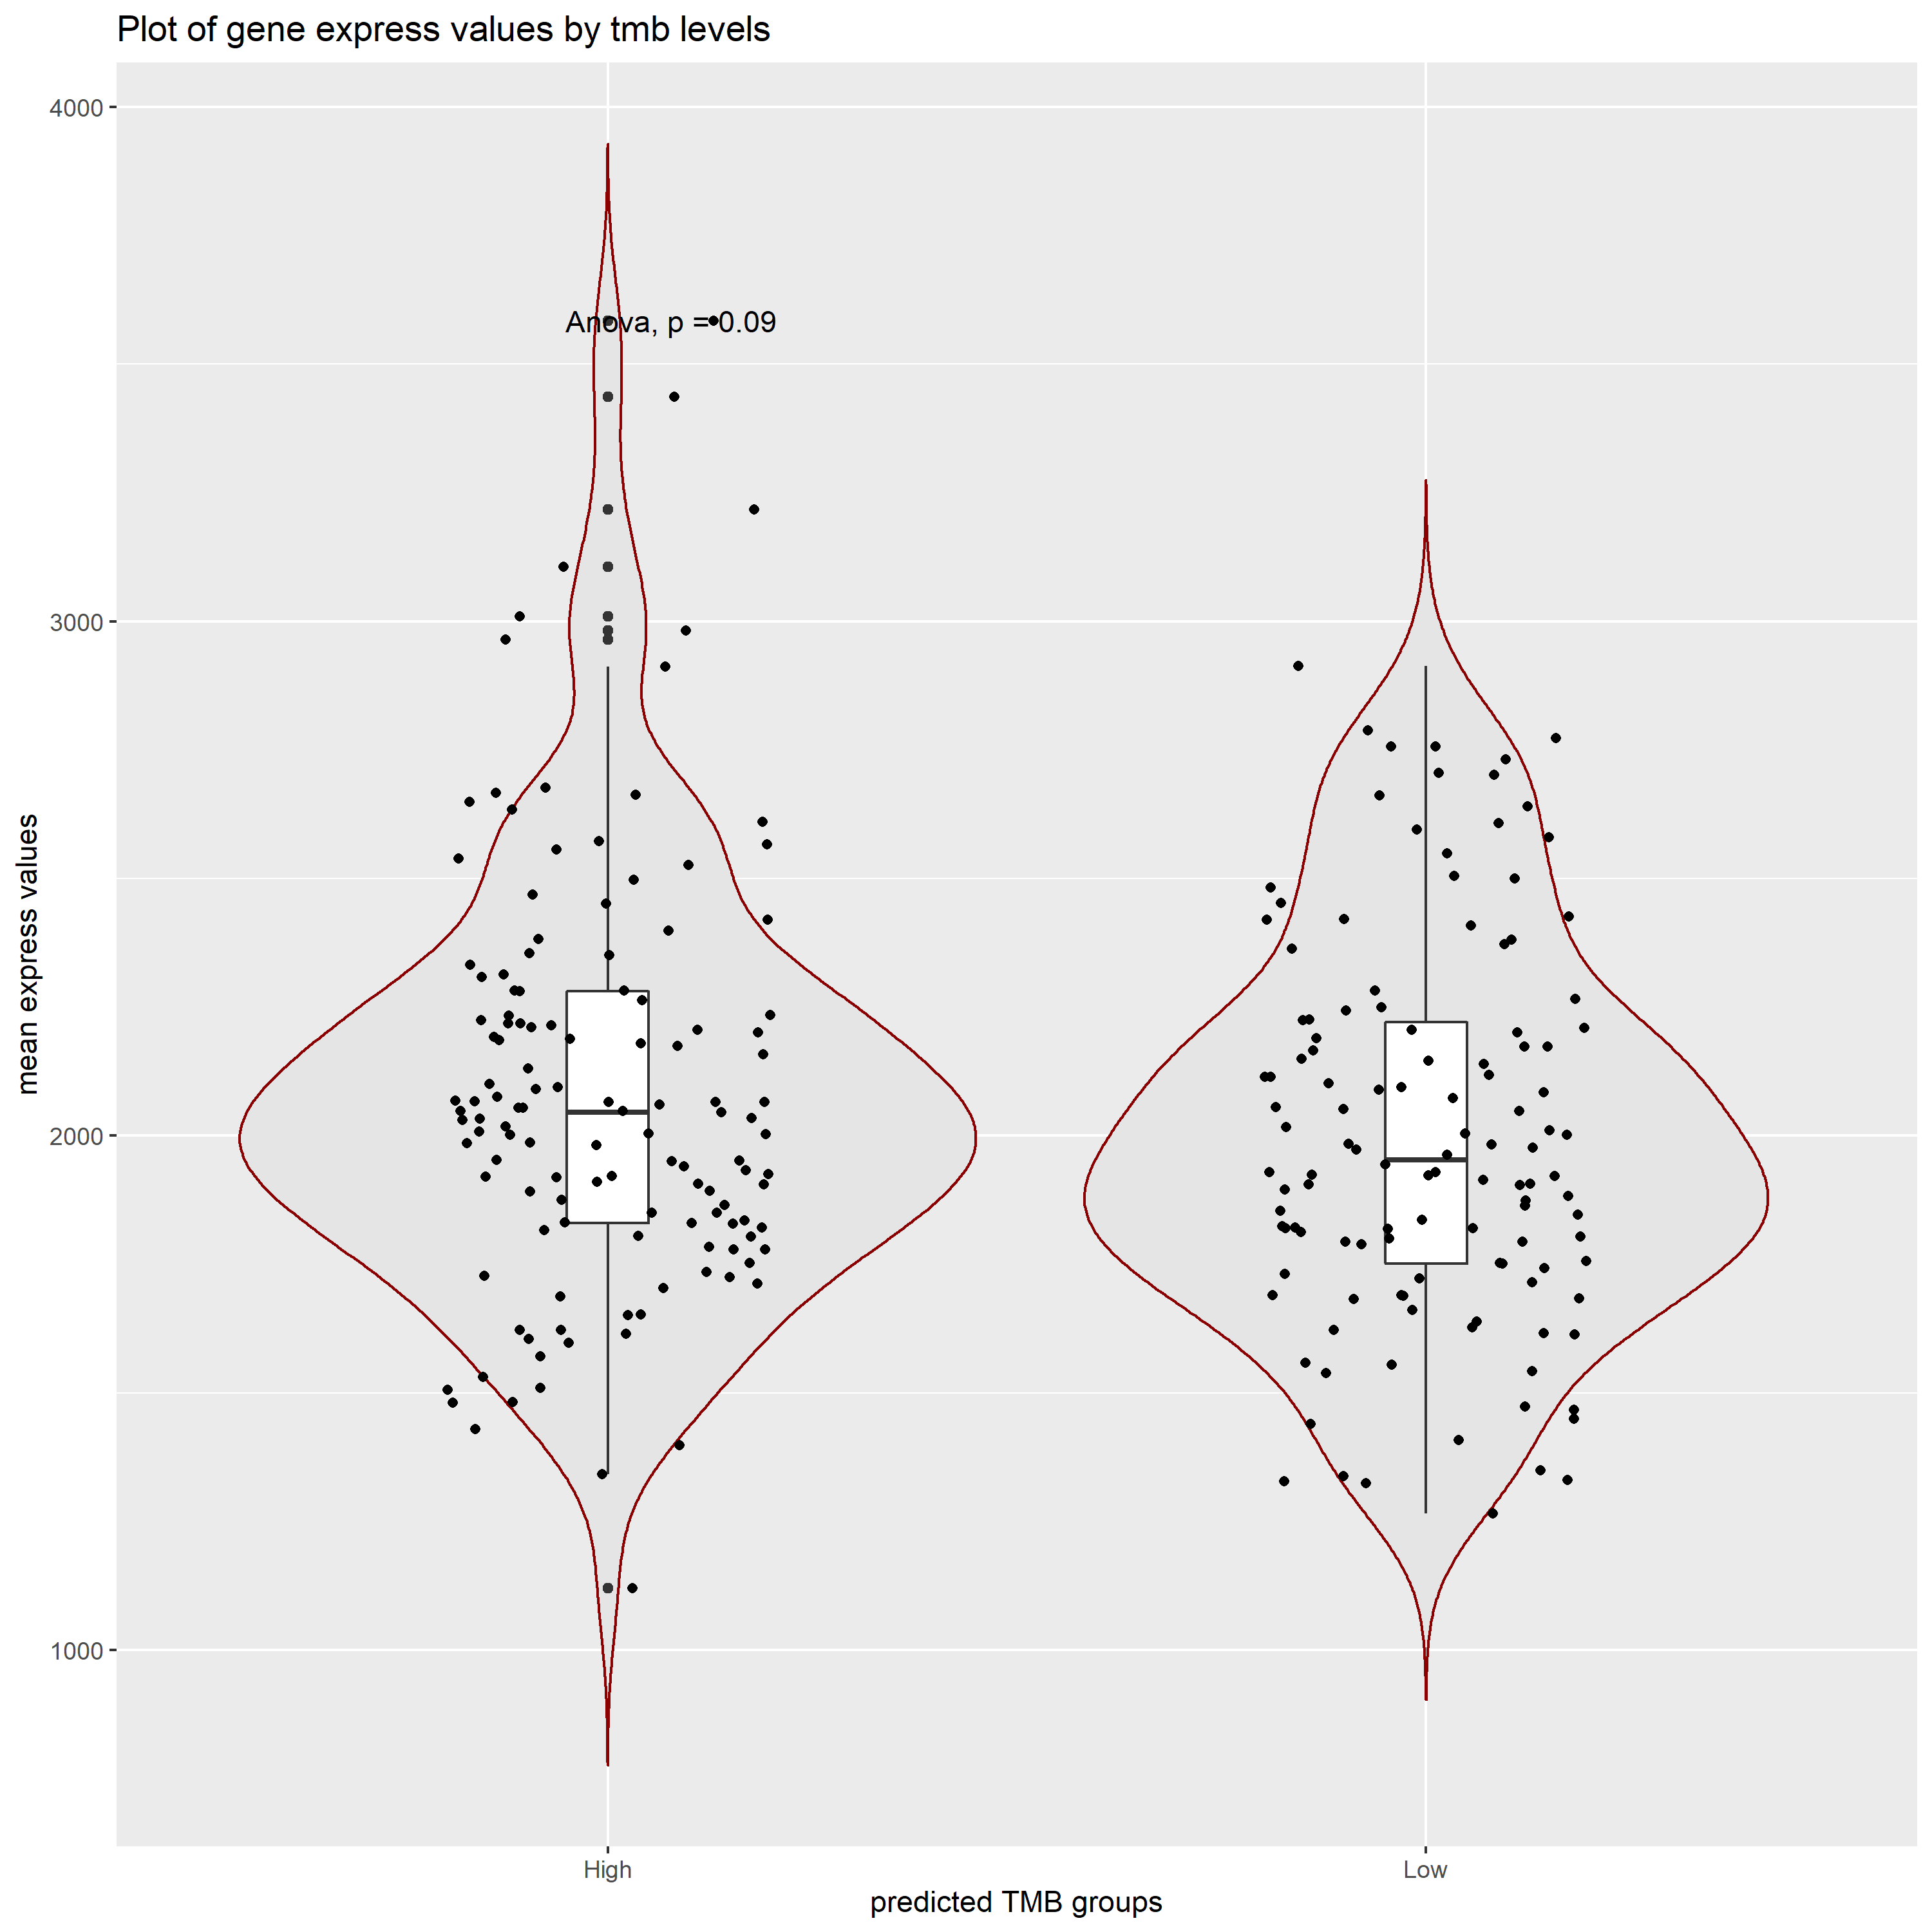 Plot of gene express values by tmb levels
4000
Anova, p = 0.09
3000
mean express values
2000
1000
High
Low
predicted TMB groups